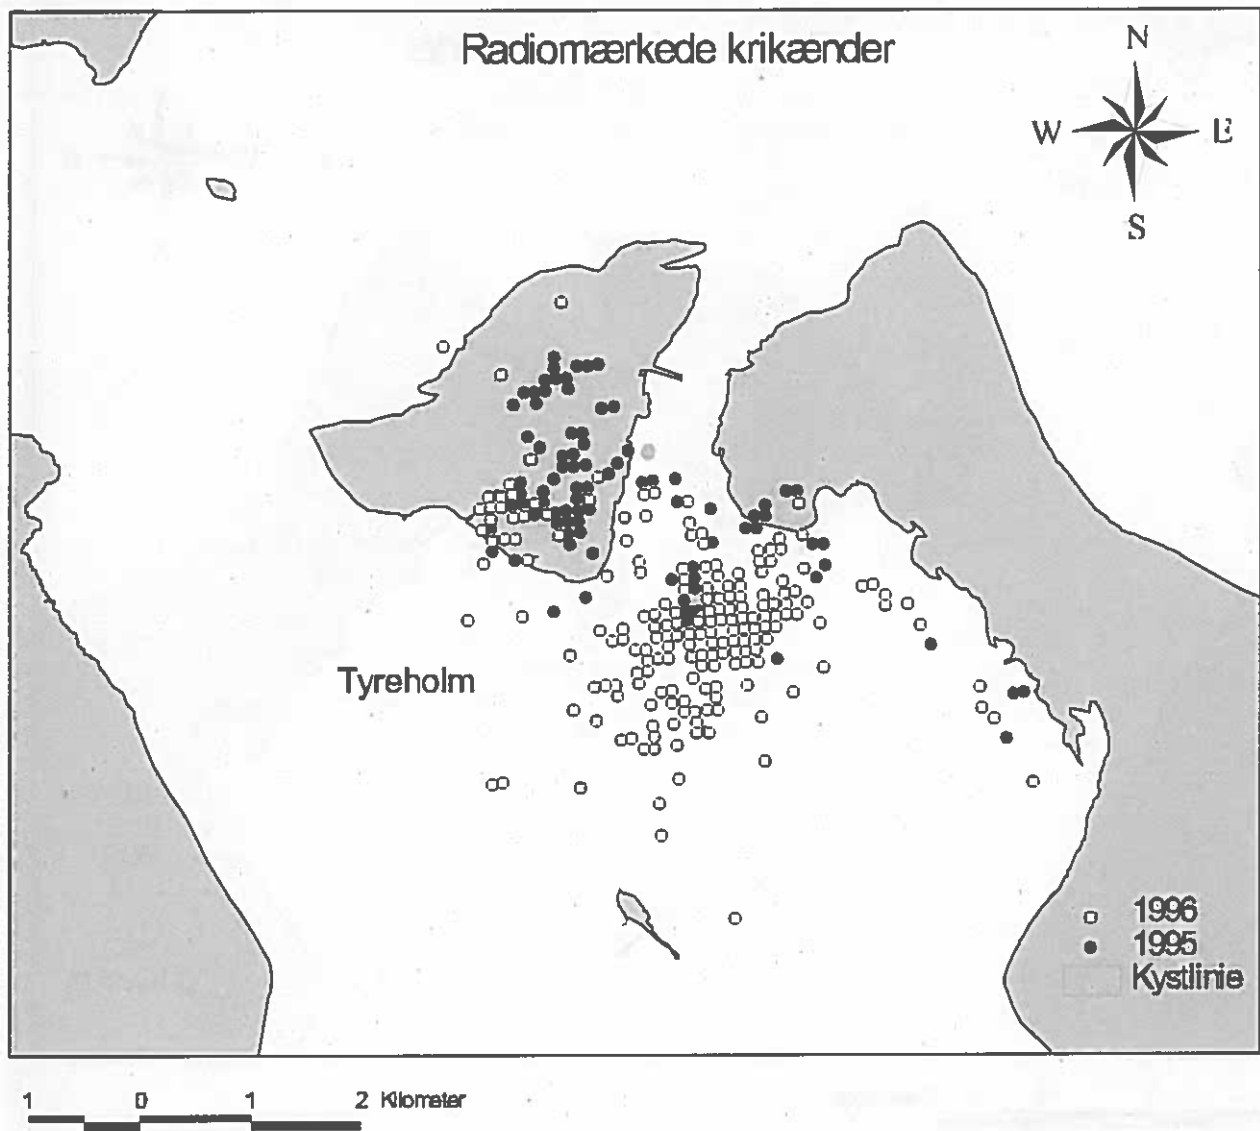 Radiomærkede krikænder
N
W E
S
Tyreholm
1996
1995
Kystlinie
1 0 1 2 Kilometer